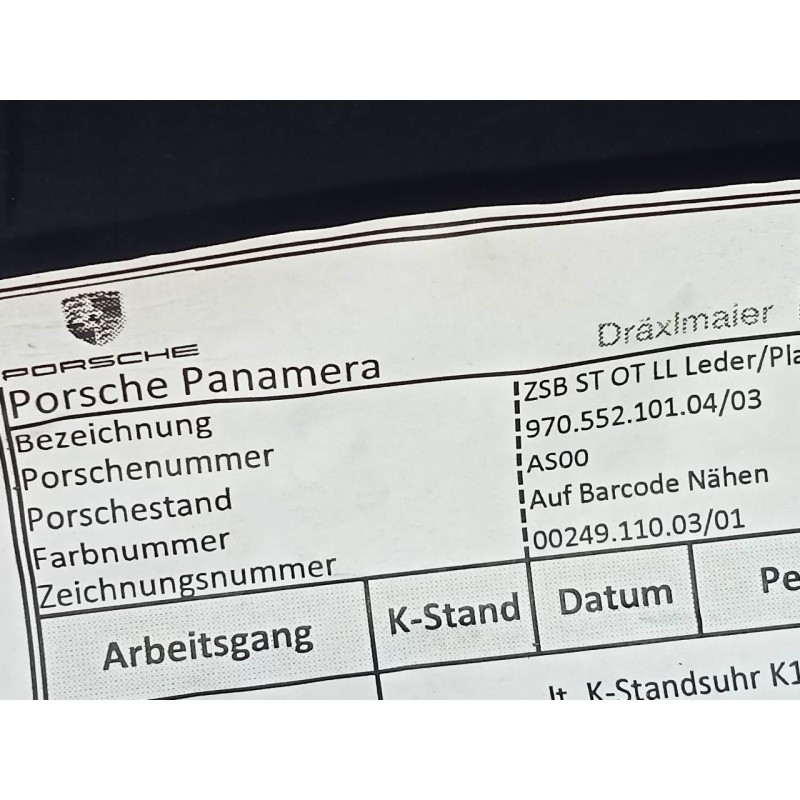 PORSCHE
Dräxlmaier
Porsche Panamera
Bezeichnung ZSB ST OT LL Leder/Pla
Porschenummer 970.552.101.04/03
Porschestand AS00
Farbnummer Auf Barcode Nähen
Zeichnungsnummer 00249.110.03/01
Arbeitsgang K-Stand Datum Pe
lt. K-Standsuhr K1